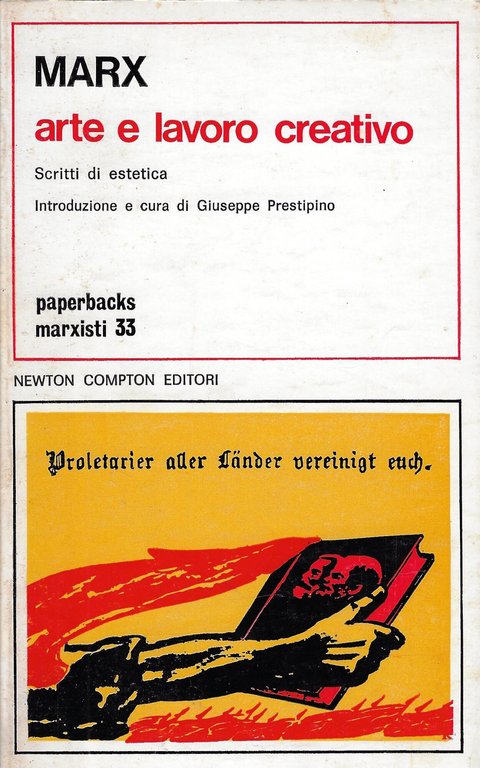 MARX
arte e lavoro creativo
Scritti di estetica
Introduzione e cura di Giuseppe Prestipino
paperbacks
marxisti 33
NEWTON COMPTON EDITORI
Proletarier aller Länder vereinigt euch.